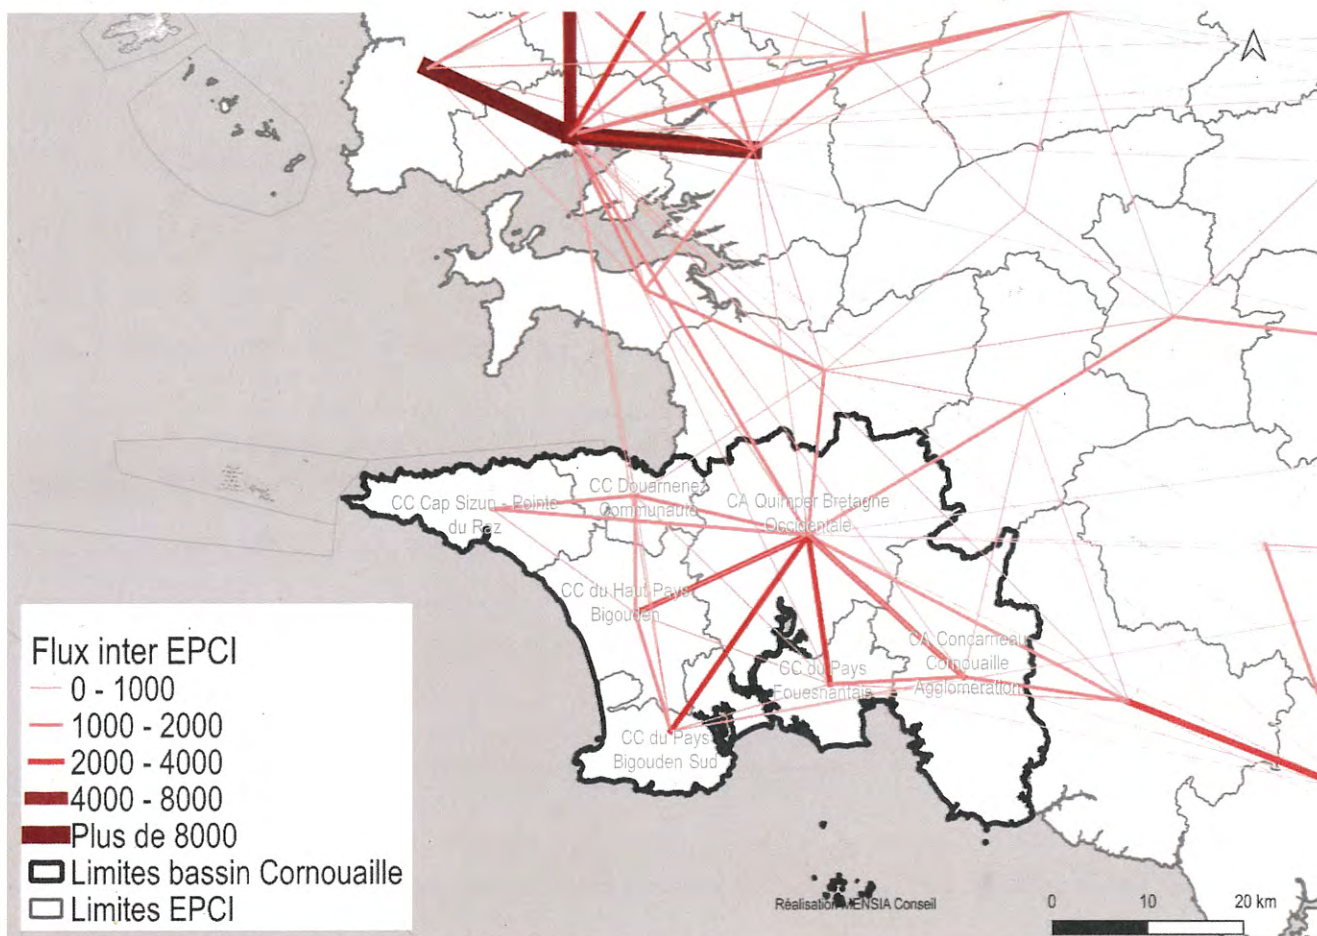 CC Cap Sizun - Pointe
du Raz
CC Douarnenez
Communauté
CA Quimper Bretagne
Occidentale
CC du Haut Pays
Bigouden
CC du Pays
Fouesnantais
CA Concarneau
Cornouaille
Agglomération
CC du Pays
Bigouden Sud
Flux inter EPCI
0 - 1000
1000 - 2000
2000 - 4000
4000 - 8000
Plus de 8000
Limites bassin Cornouaille
Limites EPCI
Réalisation MENSIA Conseil
0 10 20 km